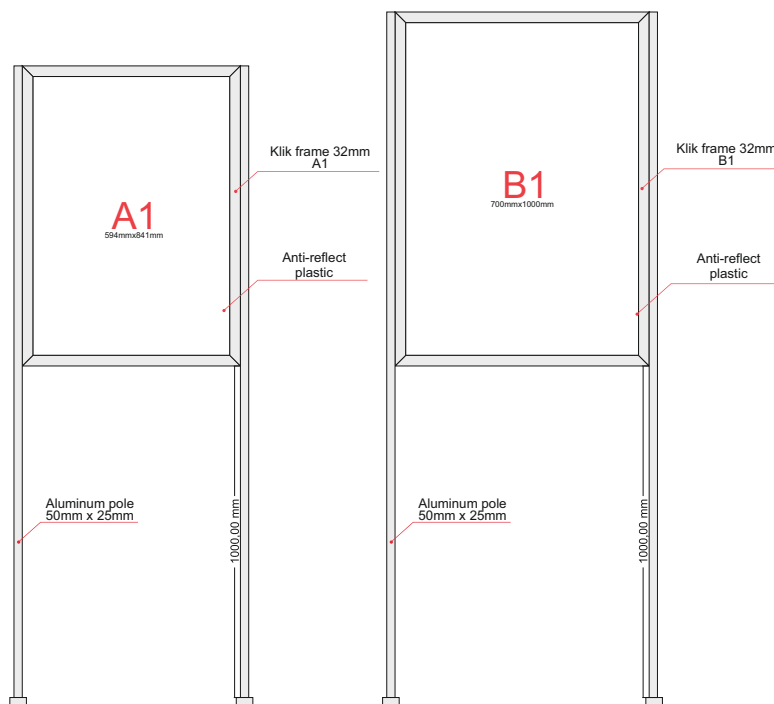 A1
594mmx841mm
Klik frame 32mm
A1
Anti-reflect
plastic
Aluminum pole
50mm x 25mm
1000,00 mm
B1
700mmx1000mm
Klik frame 32mm
B1
Anti-reflect
plastic
Aluminum pole
50mm x 25mm
1000,00 mm